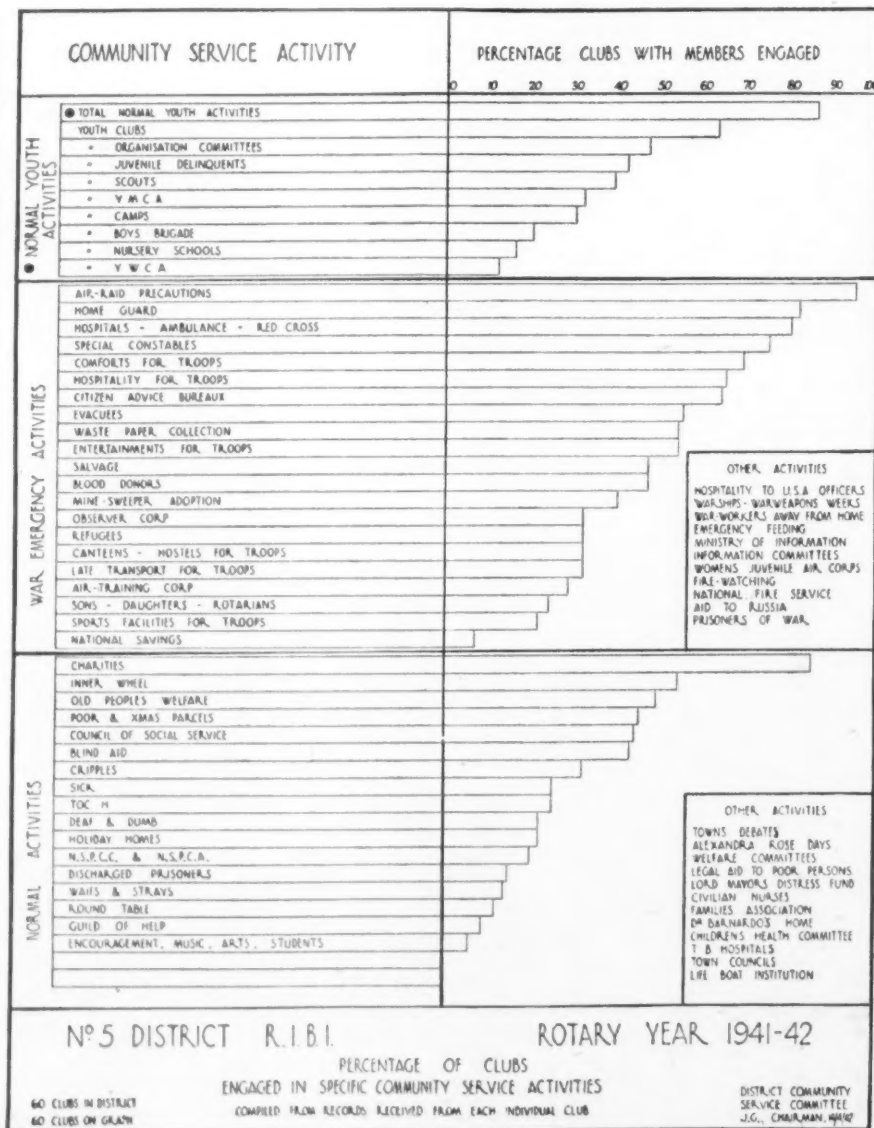 COMMUNITY SERVICE ACTIVITY
PERCENTAGE CLUBS WITH MEMBERS ENGAGED
0 10 20 30 40 50 60 70 80 90 100
● NORMAL YOUTH ACTIVITIES
● TOTAL NORMAL YOUTH ACTIVITIES
YOUTH CLUBS
" ORGANISATION COMMITTEES
" JUVENILE DELINQUENTS
" SCOUTS
" Y M C A
" CAMPS
" BOYS BRIGADE
" NURSERY SCHOOLS
" Y W C A
WAR EMERGENCY ACTIVITIES
AIR-RAID PRECAUTIONS
HOME GUARD
HOSPITALS - AMBULANCE - RED CROSS
SPECIAL CONSTABLES
COMFORTS FOR TROOPS
HOSPITALITY FOR TROOPS
CITIZEN ADVICE BUREAUX
EVACUEES
WASTE PAPER COLLECTION
ENTERTAINMENTS FOR TROOPS
SALVAGE
BLOOD DONORS
MINE-SWEEPER ADOPTION
OBSERVER CORP
REFUGEES
CANTEENS - HOSTELS FOR TROOPS
LATE TRANSPORT FOR TROOPS
AIR-TRAINING CORP
SONS - DAUGHTERS - ROTARIANS
SPORTS FACILITIES FOR TROOPS
NATIONAL SAVINGS
OTHER ACTIVITIES
HOSPITALITY TO U.S.A OFFICERS
WARSHIPS-WARWEAPONS WEEKS
WAR-WORKERS AWAY FROM HOME
EMERGENCY FEEDING
MINISTRY OF INFORMATION
INFORMATION COMMITTEES
WOMENS JUVENILE AIR CORPS
FIRE-WATCHING
NATIONAL FIRE SERVICE
AID TO RUSSIA
PRISONERS OF WAR
NORMAL ACTIVITIES
CHARITIES
INNER WHEEL
OLD PEOPLES WELFARE
POOR & XMAS PARCELS
COUNCIL OF SOCIAL SERVICE
BLIND AID
CRIPPLES
SICK
TOC H
DEAF & DUMB
HOLIDAY HOMES
N.S.P.C.C. & N.S.P.C.A.
DISCHARGED PRISONERS
WAIFS & STRAYS
ROUND TABLE
GUILD OF HELP
ENCOURAGEMENT, MUSIC, ARTS, STUDENTS
OTHER ACTIVITIES
TOWNS DEBATES
ALEXANDRA ROSE DAYS
WELFARE COMMITTEES
LEGAL AID TO POOR PERSONS
LORD MAYORS DISTRESS FUND
CIVILIAN NURSES
FAMILIES ASSOCIATION
DR BARNARDO'S HOME
CHILDREN'S HEALTH COMMITTEE
T B HOSPITALS
TOWN COUNCILS
LIFE BOAT INSTITUTION
Nº 5 DISTRICT R.I.B.I. ROTARY YEAR 1941-42
PERCENTAGE OF CLUBS
ENGAGED IN SPECIFIC COMMUNITY SERVICE ACTIVITIES
COMPILED FROM RECORDS RECEIVED FROM EACH INDIVIDUAL CLUB
60 CLUBS IN DISTRICT
60 CLUBS ON GRAPH
DISTRICT COMMUNITY
SERVICE COMMITTEE
J.G., CHAIRMAN